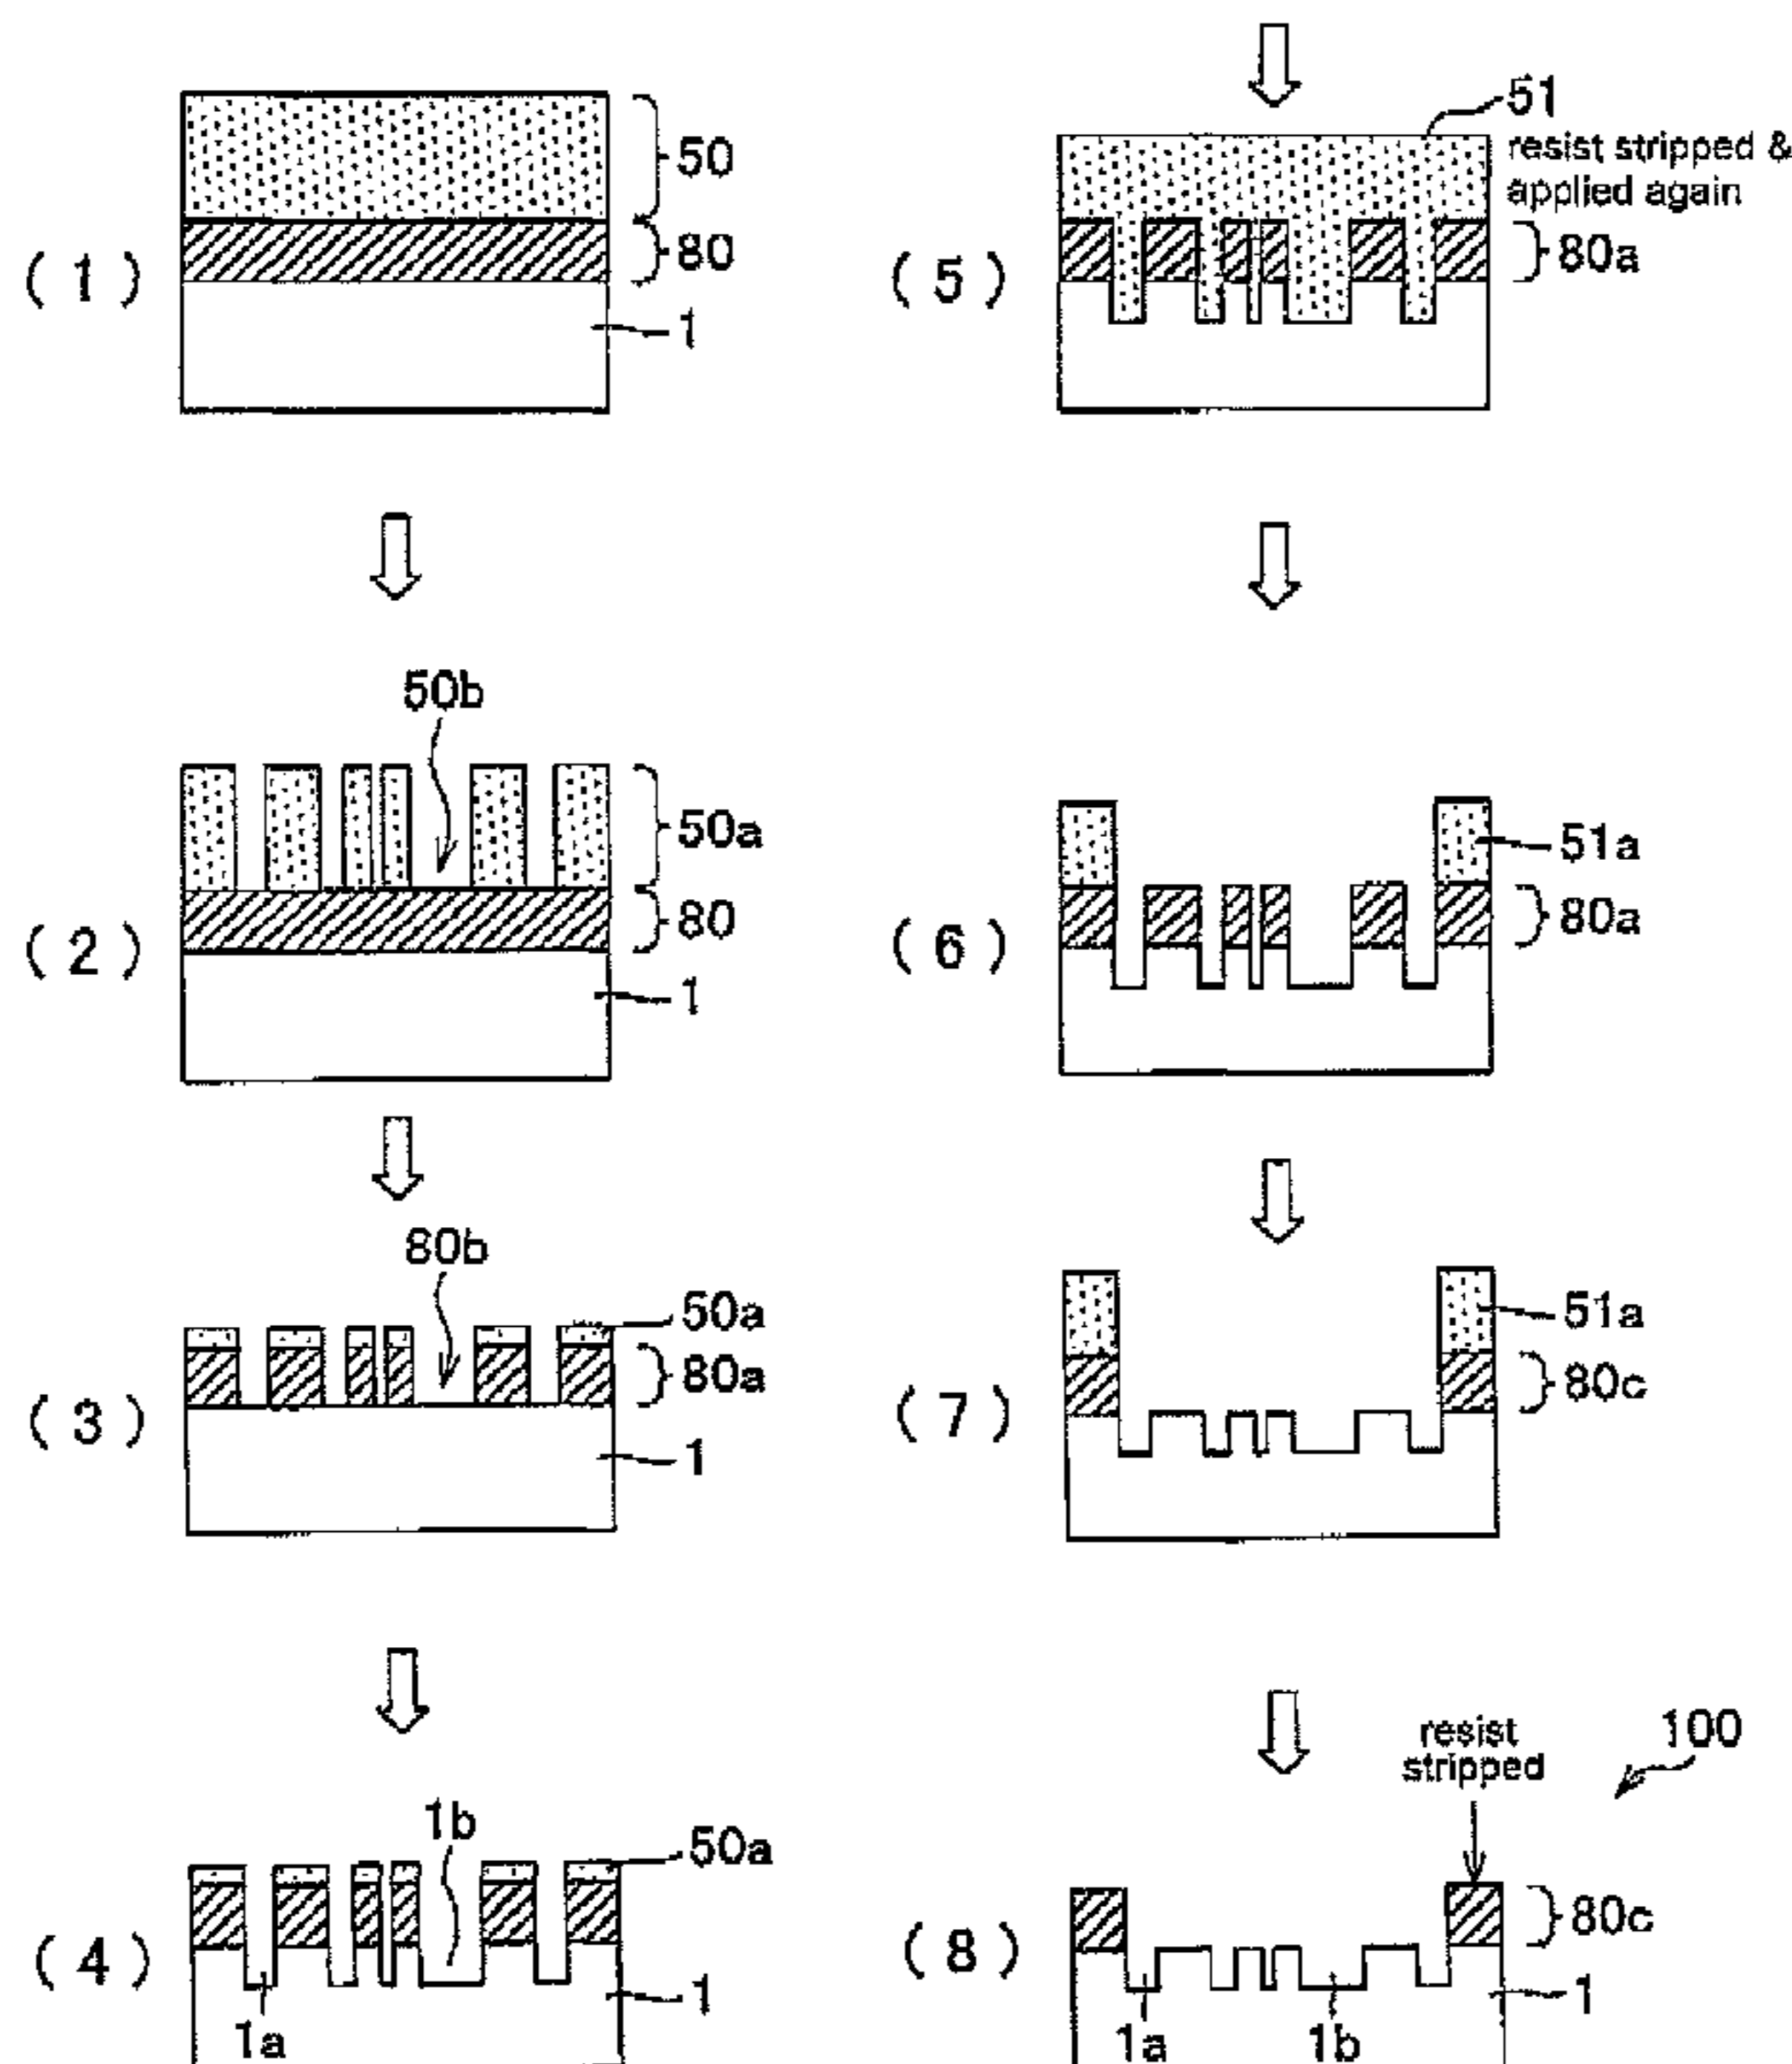 (1)
50
80
1
(2)
50b
50a
80
1
(3)
80b
50a
80a
1
(4)
1b
50a
1
1a
(5)
51
resist stripped &
applied again
80a
(6)
51a
80a
(7)
51a
80c
(8)
resist
stripped
100
80c
1
1a
1b